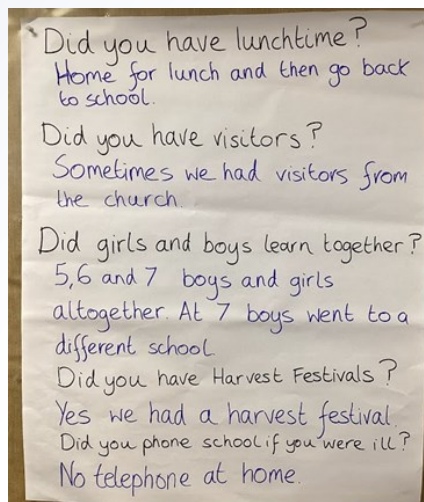 Did you have lunchtime?
Home for lunch and then go back
to school.
Did you have visitors?
Sometimes we had visitors from
the church.
Did girls and boys learn together?
5,6 and 7 boys and girls
altogether. At 7 boys went to a
different school
Did you have Harvest Festivals?
Yes we had a harvest festival.
Did you phone school if you were ill?
No telephone at home.